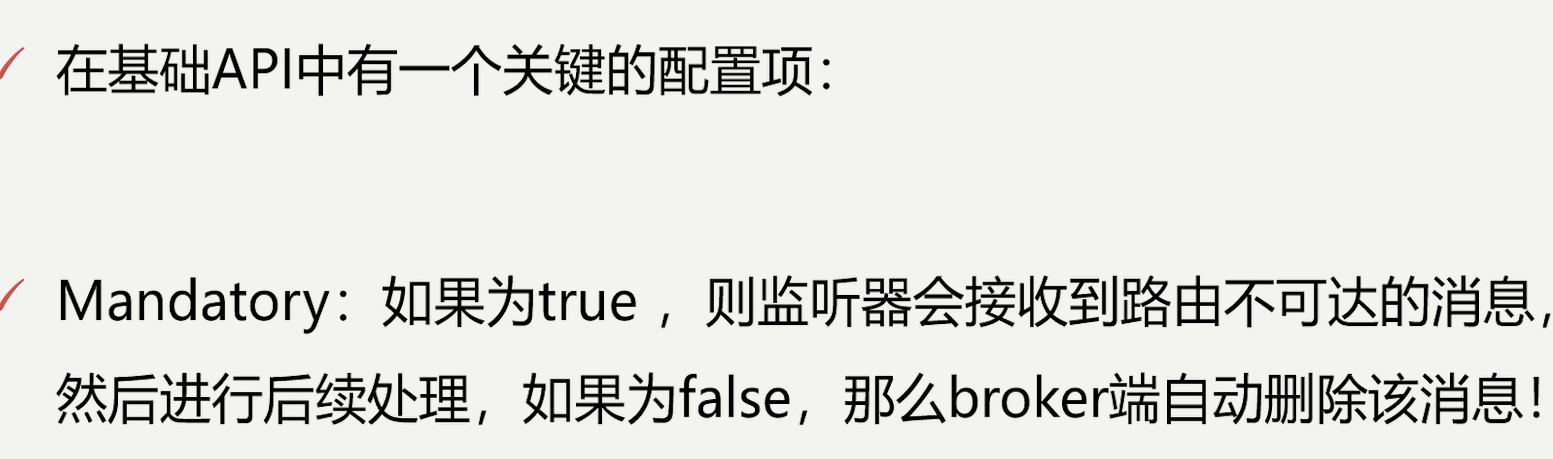 在基础API中有一个关键的配置项：
Mandatory：如果为true ，则监听器会接收到路由不可达的消息，
然后进行后续处理，如果为false，那么broker端自动删除该消息！